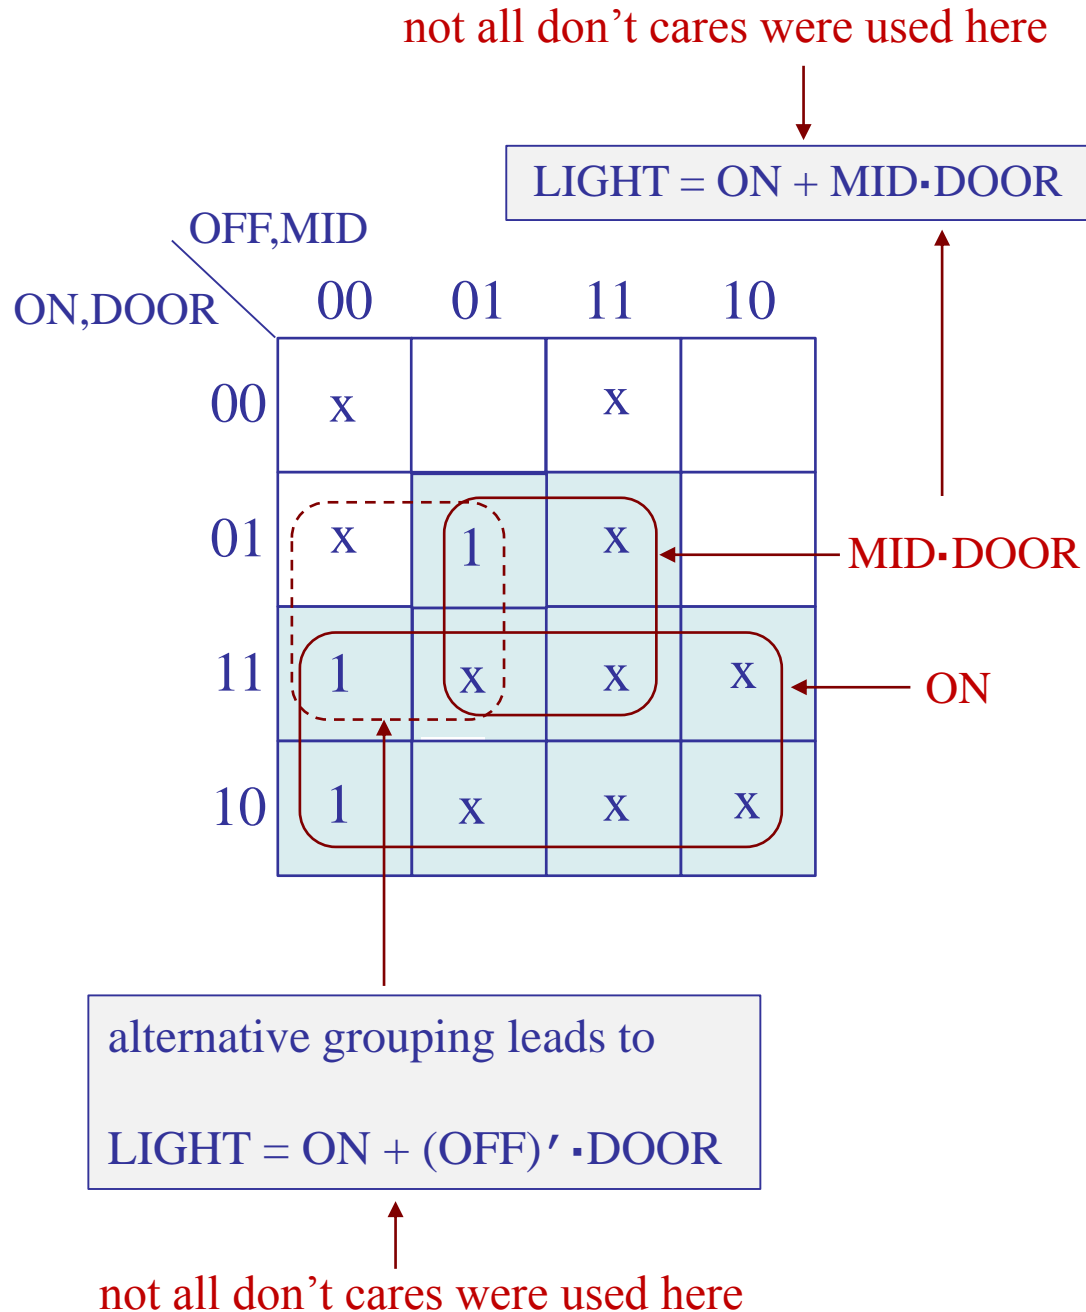 not all don’t cares were used here
LIGHT = ON + MID▪DOOR
OFF,MID
ON,DOOR 00 01 11 10
00 x x
01 x 1 x
MID▪DOOR
11 1 x x x
ON
10 1 x x x
alternative grouping leads to
LIGHT = ON + (OFF)′ ▪DOOR
not all don’t cares were used here